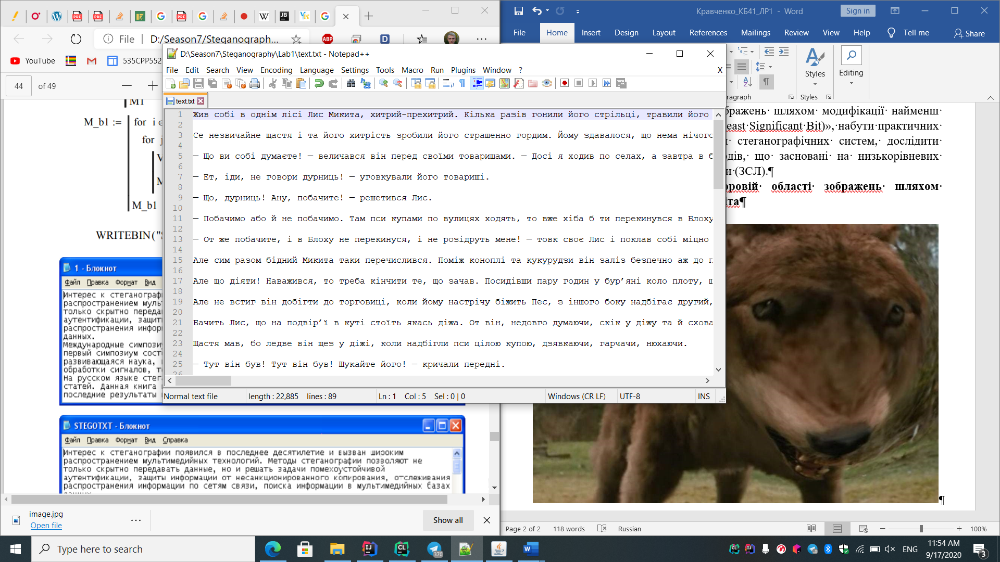 File
D:/Season7/Steganograph...
YouTube
535CPP552
44
of 49
M1
M_b1 :=
for i ∈
for j
M_b1
WRITEBIN("S
1 - Блокнот
Файл Правка Формат Вид
Интерес к стеганограф
распространением муль
только скрытно переда
аутентификации, защит
распространения инфор
данных.
Международные симпози
первый симпозиум сост
развивающаяся наука,
обработки сигналов, т
На русском языке стег
статей. Данная книга
последние результаты
STEGOTXT - Блокнот
Файл Правка Формат Вид Справка
Интерес к стеганографии появился в последнее десятилетие и вызван широким
распространением мультимедийных технологий. Методы стеганографии позволяют не
только скрытно передавать данные, но и решать задачи помехоустойчивой
аутентификации, защиты информации от несанкционированного копирования, отслеживания
распространения информации по сетям связи, поиска информации в мультимедийных базах
данных
image.jpg
Open file
Show all
D:\Season7\Steganography\Lab1\text.txt - Notepad++
File Edit Search View Encoding Language Settings Tools Macro Run Plugins Window ?
X
text.txt
1 Жив собі в однім лісі Лис Микита, хитрий-прехитрий. Кілька разів гонили його стрільці, травили його
2
3 Се незвичайне щастя і та його хитрість зробили його страшенно гордим. Йому здавалося, що нема нічого
4
5 — Що ви собі думаєте! — величався він перед своїми товаришами. — Досі я ходив по селах, а завтра в б
6
7 — Ет, іди, не говори дурниць! — уговкували його товариші.
8
9 — Що, дурниць! Ану, побачите! — решетився Лис.
10
11 — Побачимо або й не побачимо. Там пси купами по вулицях ходять, то вже хіба б ти перекинувся в Блоху
12
13 — От же побачите, і в Блоху не перекинуся, і не розідруть мене! — товк своє Лис і поклав собі міцно
14
15 Але сим разом бідний Микита таки перечислився. Поміж коноплі та кукурудзи він заліз безпечно аж до п
16
17 Але що діяти! Наважився, то треба кінчити те, що зачав. Посидівши пару годин у бур’яні коло плоту, щ
18
19 Але не встиг він добігти до торговиці, коли йому настрічу біжить Пес, з іншого боку надбігає другий,
20
21 Бачить Лис, що на подвір’ї в куті стоїть якась діжа. От він, недовго думаючи, скік у діжу та й схова
22
23 Щастя мав, бо ледве він щез у діжі, коли надбігли пси цілою купою, дзявкаючи, гарчачи, нюхаючи.
24
25 — Тут він був! Тут він був! Шукайте його! — кричали передні.
26
Normal text file
length : 22,885 lines : 89
Ln : 1 Col : 5 Sel : 0 | 0
Windows (CR LF)
UTF-8
INS
Кравченко_КБ41_ЛР1 - Word
Sign in
File Home Insert Design Layout References Mailings Review View Help Tell me Share
Styles
Editing
ragraph
Styles
бражень· шляхом· модифікації· найменш·
east·Significant·Bit)»,·набути·практичних·
стеганографічних· систем,· дослідити·
дів,· що· засновані· на· низькорівневих·
и·(ЗСЛ).¶
оровій· області· зображень· шляхом·
іта¶
¶
Page 2 of 2
118 words
Russian
100%
Type here to search
370
ENG
11:54 AM
9/17/2020
3